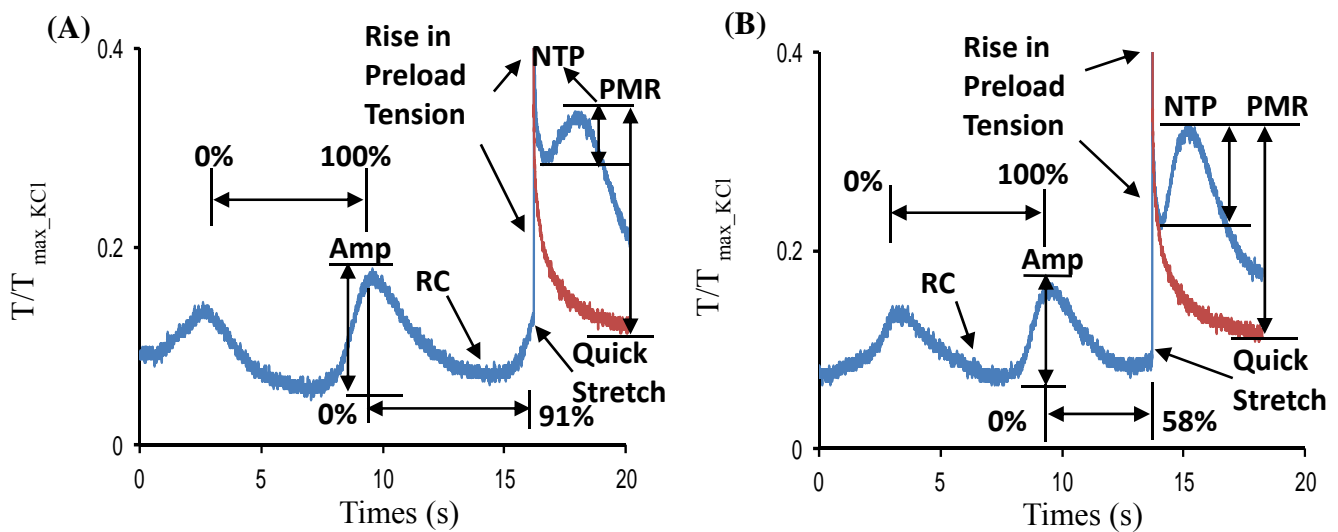 (A)
Rise in
Preload
Tension
NTP
PMR
0%
100%
Amp
RC
Quick
Stretch
0%
91%
T/T max_KCl
0.4
0.2
0
0
5
10
15
20
Times (s)
(B)
Rise in
Preload
Tension
NTP
PMR
0%
100%
Amp
RC
Quick
Stretch
0%
58%
T/T max_KCl
0.4
0.2
0
0
5
10
15
20
Times (s)